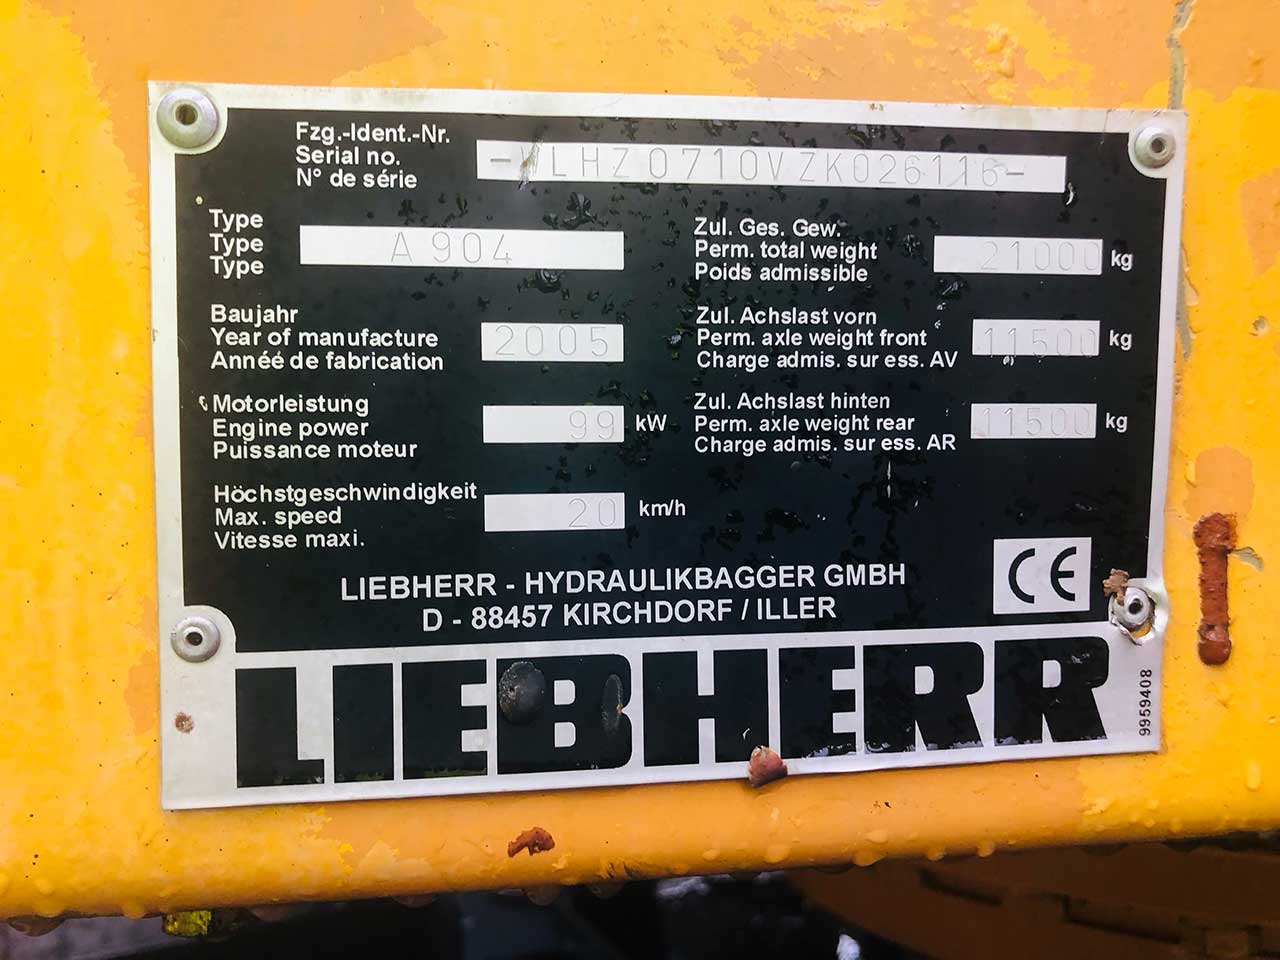 Fzg.-Ident.-Nr.
Serial no.
N° de série
-WLHZ0710VZK026116-
Type
Type
Type
A 904
Baujahr
Year of manufacture
Annéé de fabrication
2005
Motorleistung
Engine power
Puissance moteur
99 kW
Höchstgeschwindigkeit
Max. speed
Vitesse maxi.
20 km/h
Zul. Ges. Gew.
Perm. total weight
Poids admissible
21000 kg
Zul. Achslast vorn
Perm. axle weight front
Charge admis. sur ess. AV
11500 kg
Zul. Achslast hinten
Perm. axle weight rear
Charge admis. sur ess. AR
11500 kg
LIEBHERR - HYDRAULIKBAGGER GMBH
D - 88457 KIRCHDORF / ILLER
CE
LIEBHERR
9959408